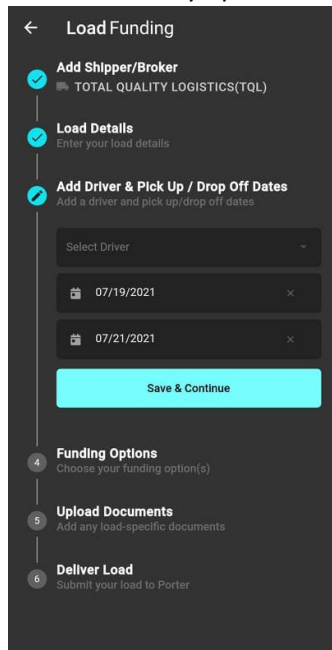 Load Funding
Add Shipper/Broker
TOTAL QUALITY LOGISTICS(TQL)
Load Details
Enter your load details
Add Driver & Pick Up / Drop Off Dates
Add a driver and pick up/drop off dates
Select Driver
07/19/2021
07/21/2021
Save & Continue
4 Funding Options
Choose your funding option(s)
5 Upload Documents
Add any load-specific documents
6 Deliver Load
Submit your load to Porter